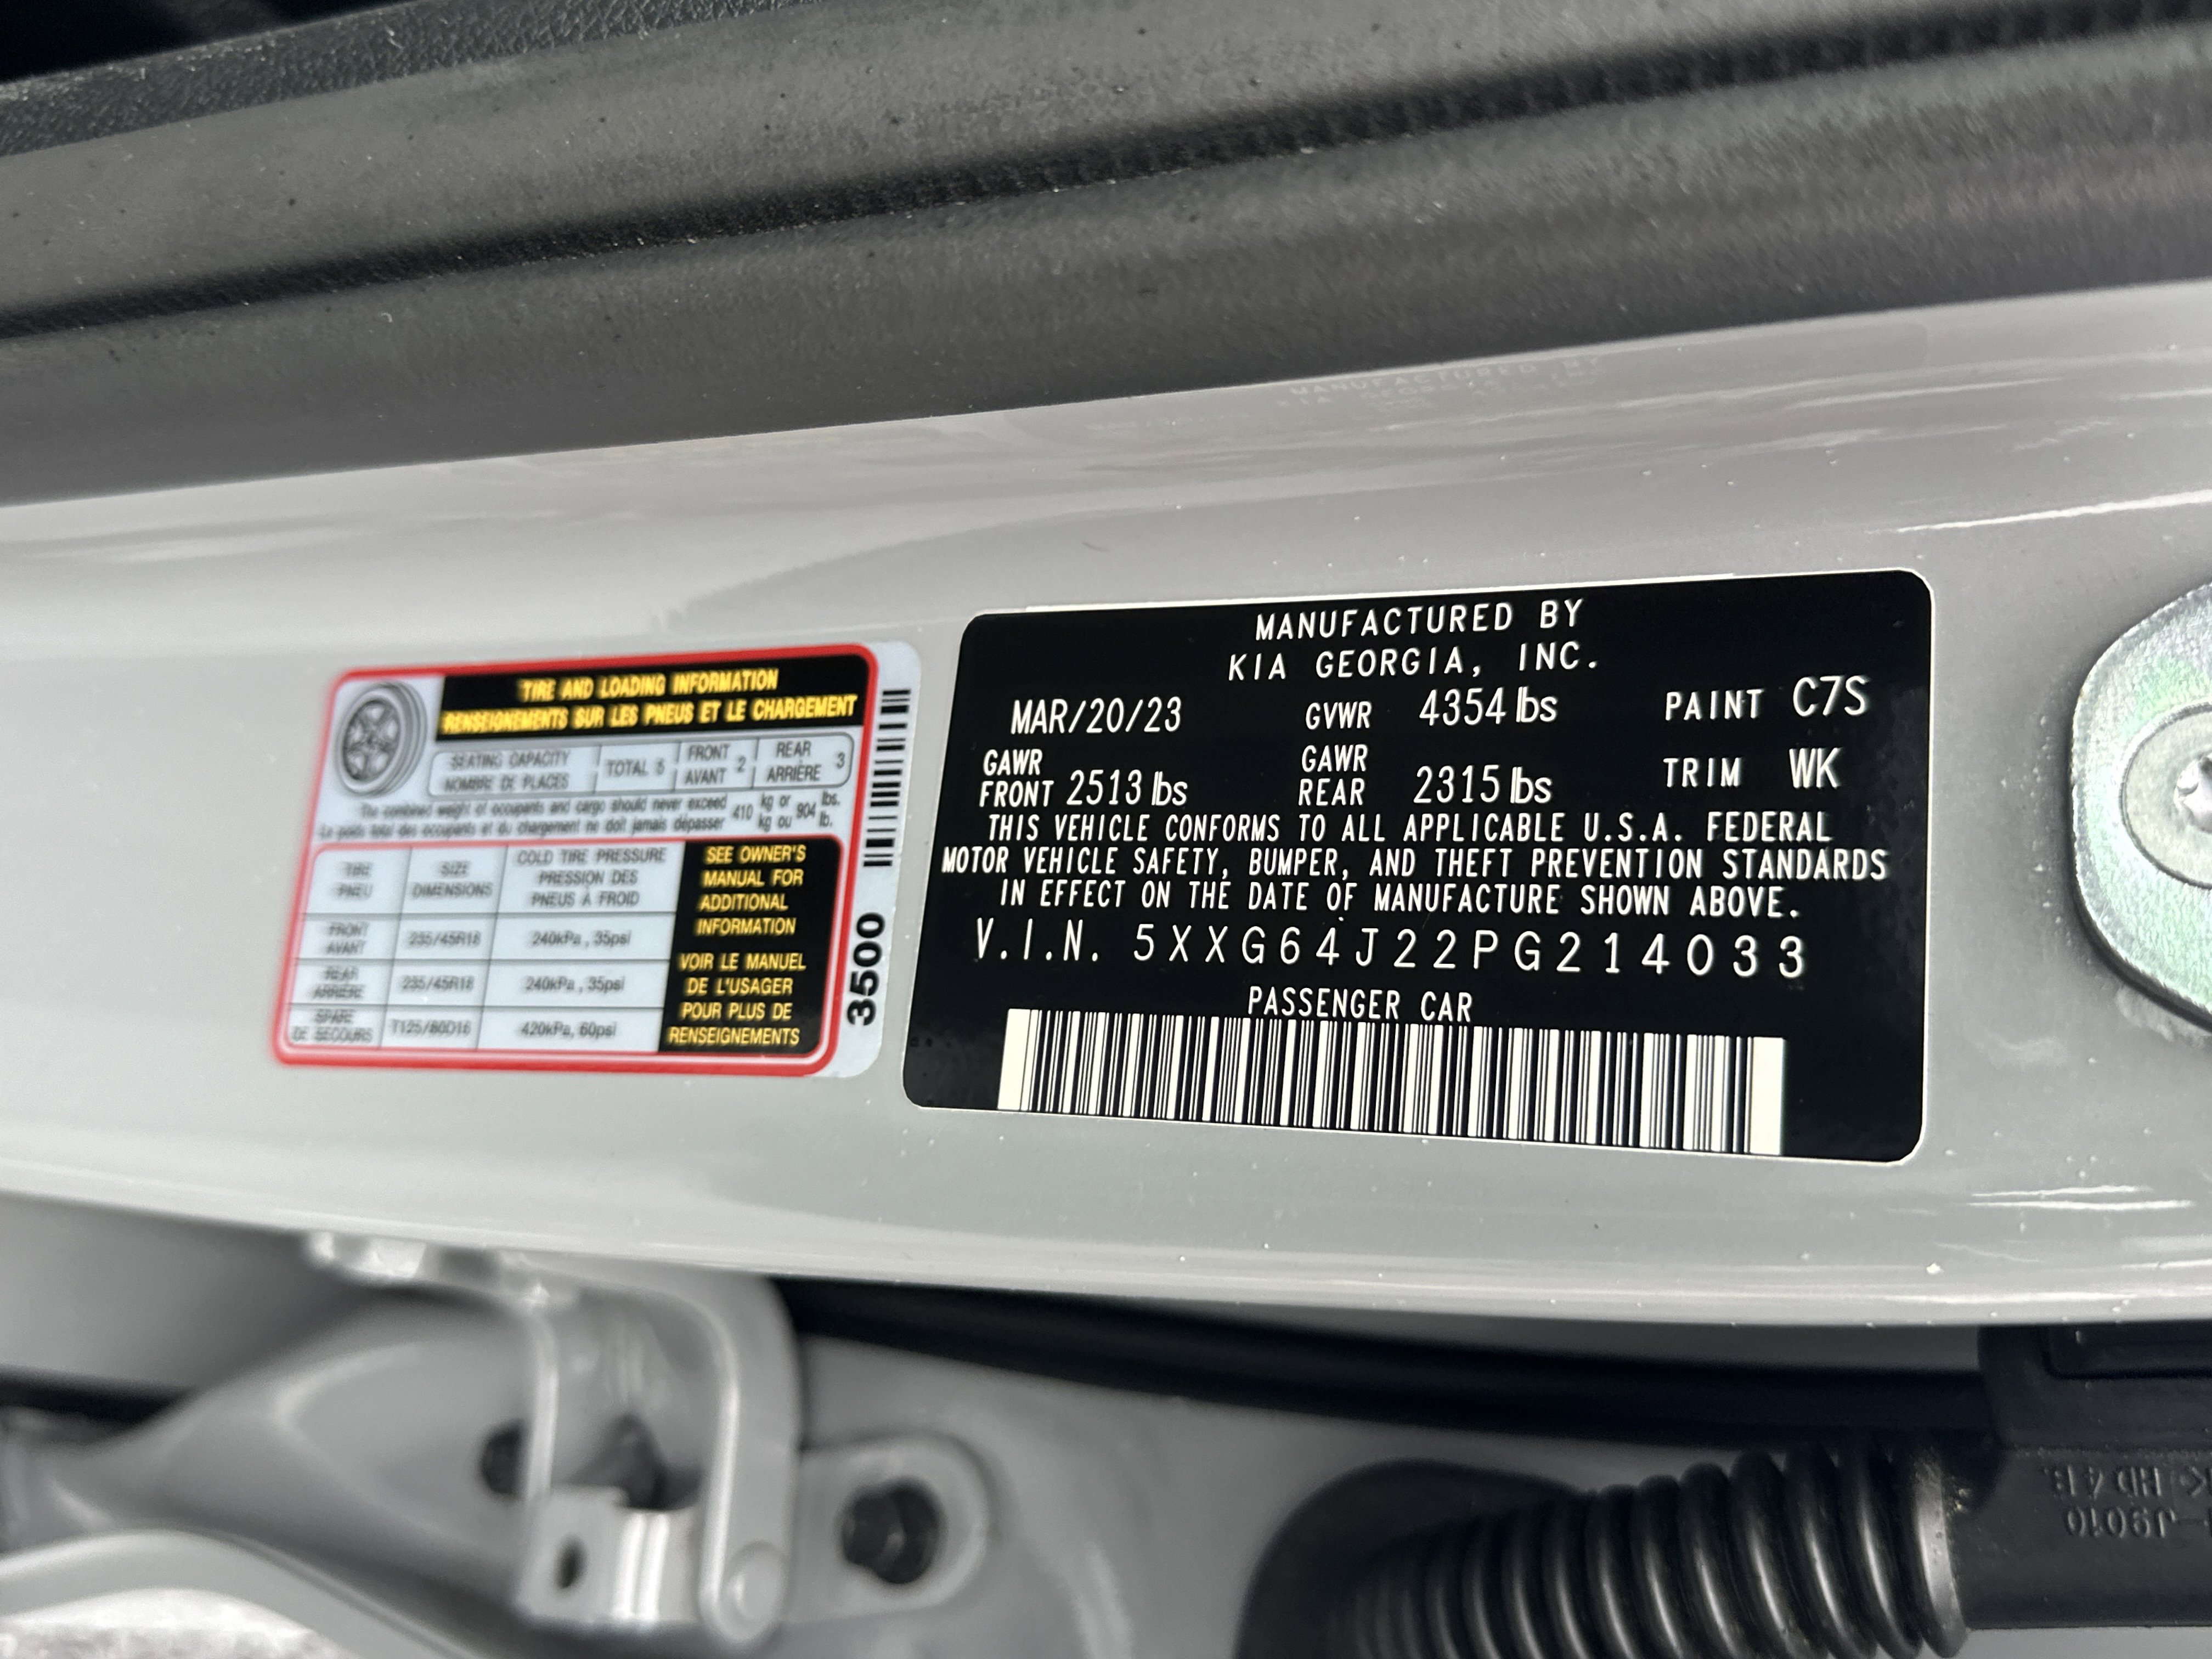 TIRE AND LOADING INFORMATION
RENSEIGNEMENTS SUR LES PNEUS ET LE CHARGEMENT
SEATING CAPACITY
NOMBRE DE PLACES
TOTAL 5
FRONT
AVANT 2
REAR
ARRIÈRE 3
The combined weight of occupants and cargo should never exceed 410 kg or 904 lbs.
Le poids total des occupants et du chargement ne doit jamais dépasser kg ou lb.
TIRE
PNEU
SIZE
DIMENSIONS
COLD TIRE PRESSURE
PRESSION DES
PNEUS À FROID
FRONT
AVANT
235/45R18
240kPa, 35psi
REAR
ARRIÈRE
235/45R18
240kPa, 35psi
SPARE
DE SECOURS
T125/80D16
420kPa, 60psi
SEE OWNER'S
MANUAL FOR
ADDITIONAL
INFORMATION
VOIR LE MANUEL
DE L'USAGER
POUR PLUS DE
RENSEIGNEMENTS
3500
MANUFACTURED BY
KIA GEORGIA, INC.
MAR/20/23 GVWR 4354 lbs PAINT C7S
GAWR FRONT 2513 lbs GAWR REAR 2315 lbs TRIM WK
THIS VEHICLE CONFORMS TO ALL APPLICABLE U.S.A. FEDERAL
MOTOR VEHICLE SAFETY, BUMPER, AND THEFT PREVENTION STANDARDS
IN EFFECT ON THE DATE OF MANUFACTURE SHOWN ABOVE.
V.I.N. 5XXG64J22PG214033
PASSENGER CAR
J9010